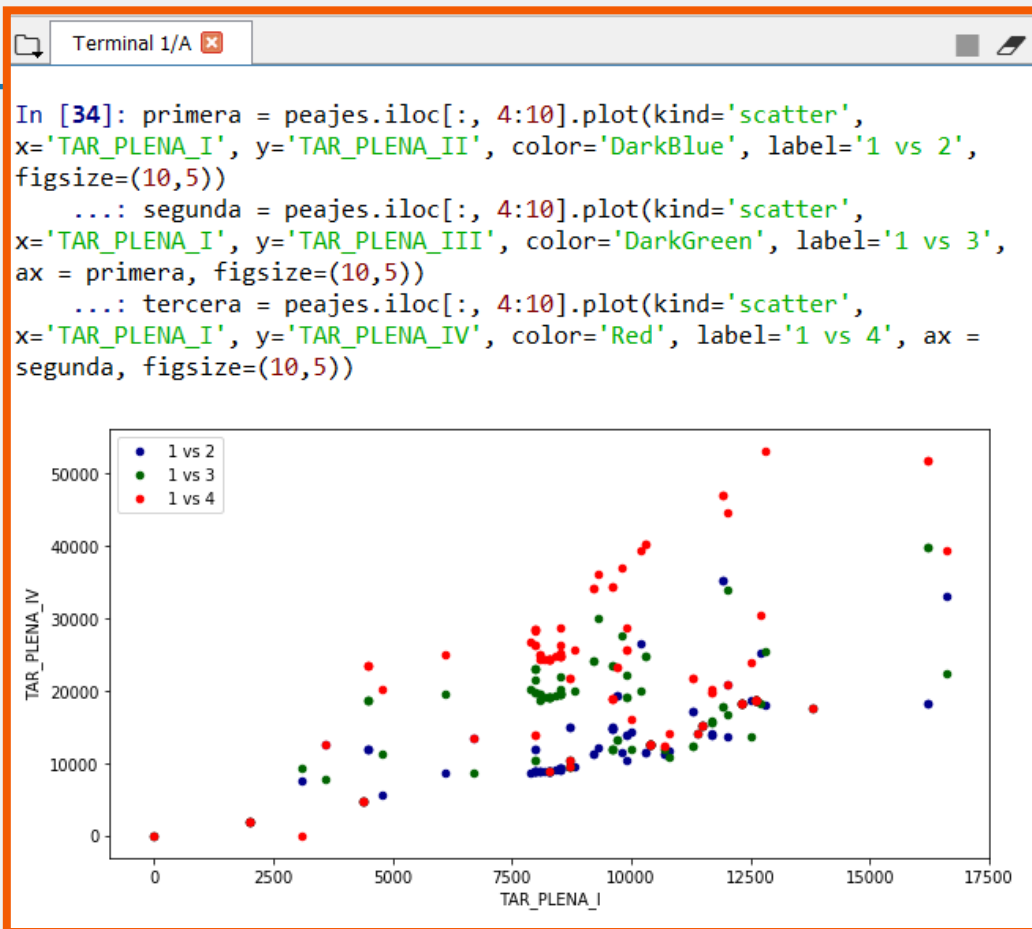 Terminal 1/A
In [34]: primera = peajes.iloc[:, 4:10].plot(kind='scatter',
x='TAR_PLENA_I', y='TAR_PLENA_II', color='DarkBlue', label='1 vs 2',
figsize=(10,5))
...: segunda = peajes.iloc[:, 4:10].plot(kind='scatter',
x='TAR_PLENA_I', y='TAR_PLENA_III', color='DarkGreen', label='1 vs 3',
ax = primera, figsize=(10,5))
...: tercera = peajes.iloc[:, 4:10].plot(kind='scatter',
x='TAR_PLENA_I', y='TAR_PLENA_IV', color='Red', label='1 vs 4', ax =
segunda, figsize=(10,5))
1 vs 2
1 vs 3
1 vs 4
50000
40000
30000
20000
10000
0
TAR_PLENA_IV
0 2500 5000 7500 10000 12500 15000 17500
TAR_PLENA_I